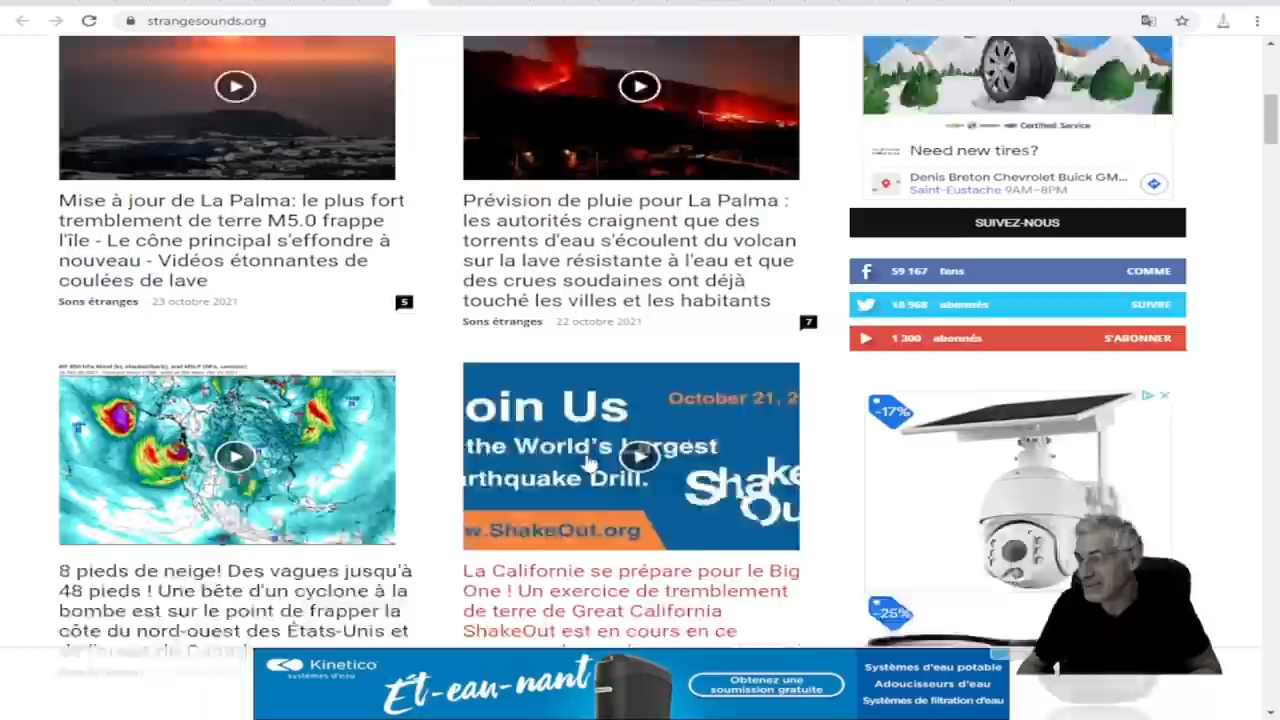 strangesounds.org
Mise à jour de La Palma: le plus fort
tremblement de terre M5.0 frappe
l'île - Le cône principal s'effondre à
nouveau - Vidéos étonnantes de
coulées de lave
Sons étranges 23 octobre 2021
5
Prévision de pluie pour La Palma :
les autorités craignent que des
torrents d'eau s'écoulent du volcan
sur la lave résistante à l'eau et que
des crues soudaines ont déjà
touché les villes et les habitants
Sons étranges 22 octobre 2021
7
Certified Service
Need new tires?
Denis Breton Chevrolet Buick GM...
Saint-Eustache 9AM–8PM
SUIVEZ-NOUS
59 167 fans COMME
abonnés SUIVRE
1 300 abonnés S'ABONNER
oin Us
October 21, 2
the World's Largest
rthquake Drill.
Shake
Ou
w.ShakeOut.org
8 pieds de neige! Des vagues jusqu'à
48 pieds ! Une bête d'un cyclone à la
bombe est sur le point de frapper la
côte du nord-ouest des États-Unis et
La Californie se prépare pour le Big
One ! Un exercice de tremblement
de terre de Great California
ShakeOut est en cours en ce
-17%
-25%
Kinetico
systèmes d'eau
Ét-eau-nant
Obtenez une
soumission gratuite
Systèmes d'eau potable
Adoucisseurs d'eau
Systèmes de filtration d'eau